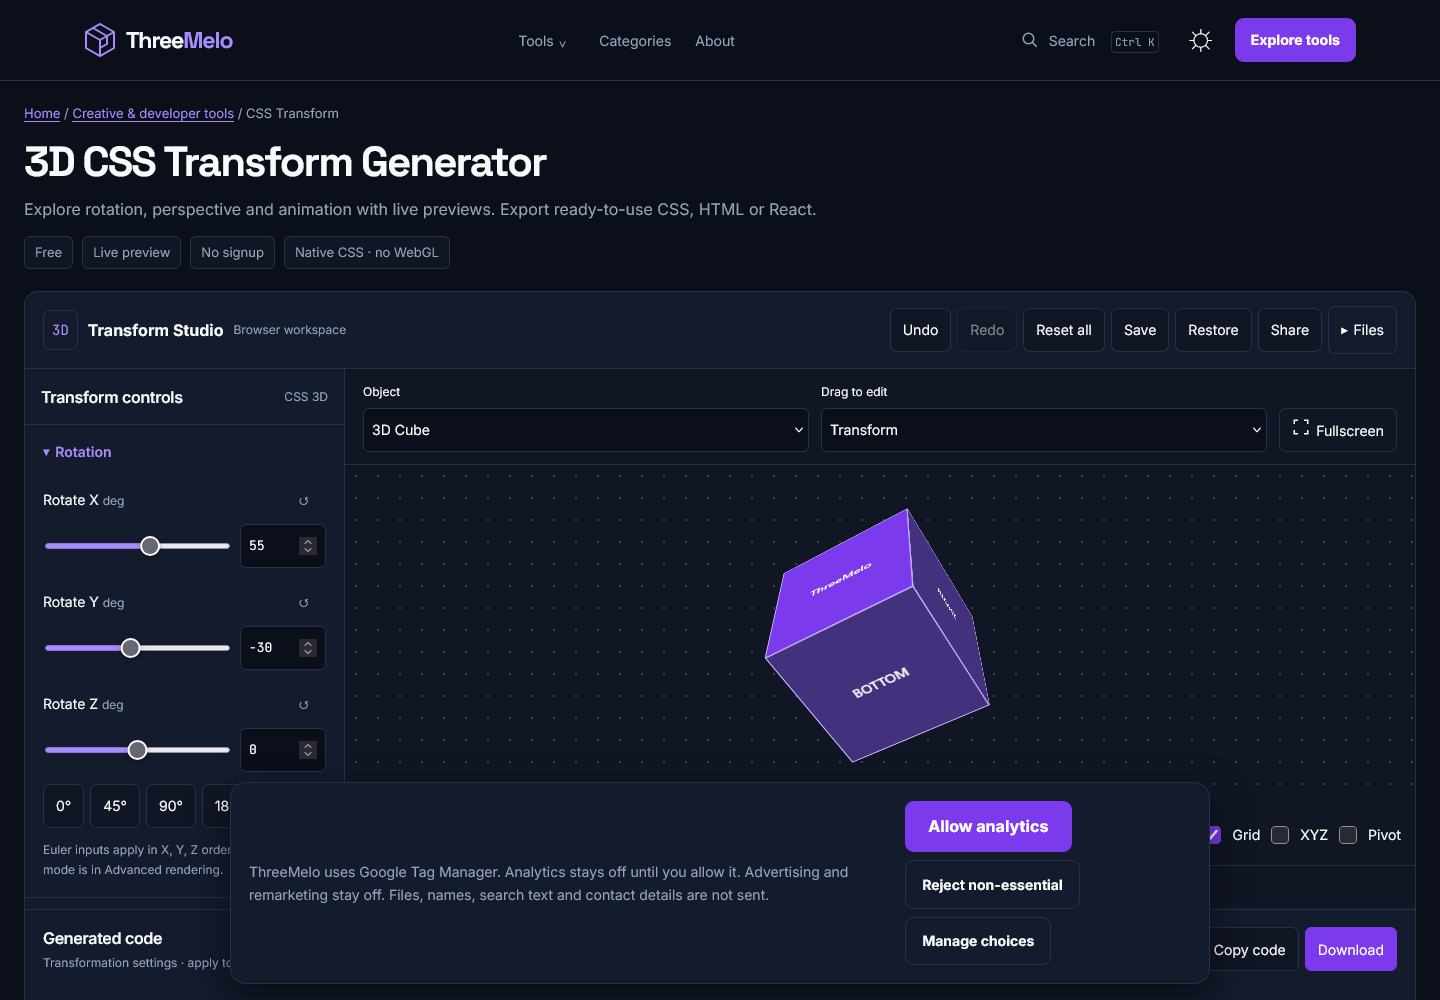 ThreeMelo
Tools
Categories
About
Search
Ctrl K
Explore tools
Home / Creative & developer tools / CSS Transform
3D CSS Transform Generator
Explore rotation, perspective and animation with live previews. Export ready-to-use CSS, HTML or React.
Free
Live preview
No signup
Native CSS · no WebGL
3D
Transform Studio
Browser workspace
Undo
Redo
Reset all
Save
Restore
Share
▸ Files
Transform controls
CSS 3D
Object
Drag to edit
3D Cube
Transform
Fullscreen
▾ Rotation
Rotate X deg
↺
55
Rotate Y deg
↺
-30
Rotate Z deg
↺
0
0°
45°
90°
18
Euler inputs apply in X, Y, Z order
mode is in Advanced rendering.
ThreeMelo
BOTTOM
Grid
XYZ
Pivot
ThreeMelo uses Google Tag Manager. Analytics stays off until you allow it. Advertising and
remarketing stay off. Files, names, search text and contact details are not sent.
Allow analytics
Reject non-essential
Manage choices
Generated code
Transformation settings · apply to
Copy code
Download